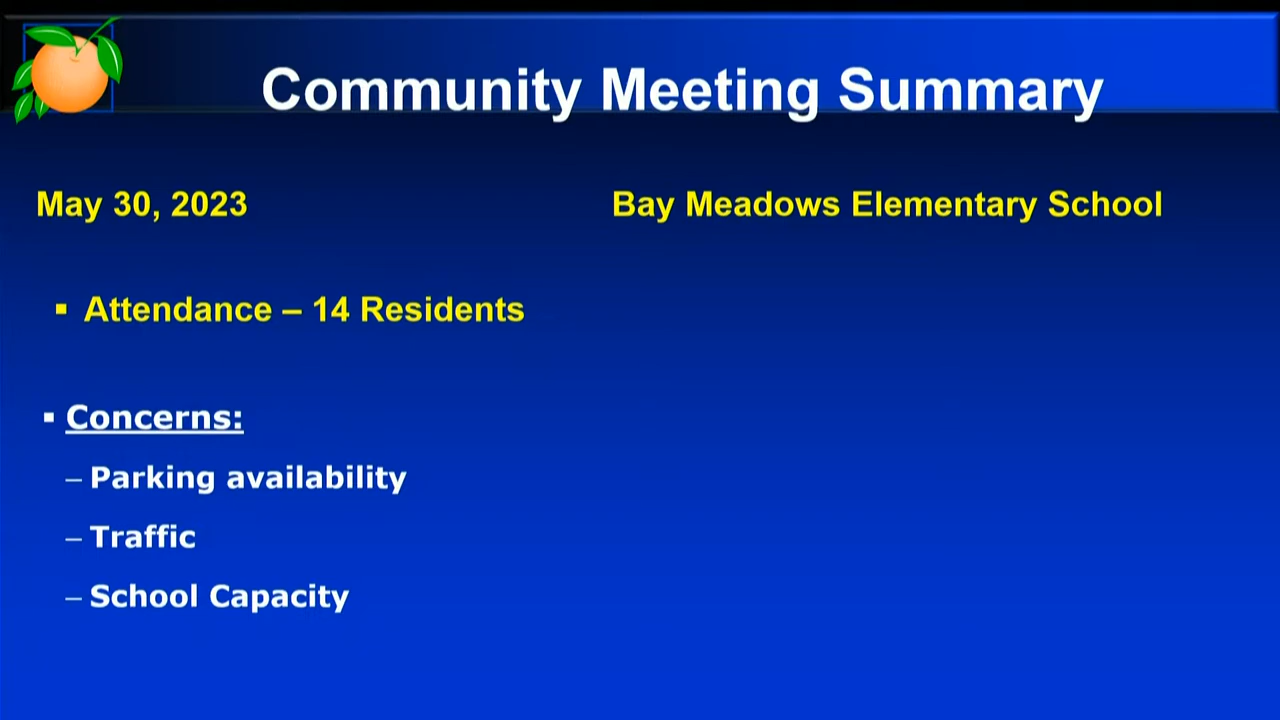 Community Meeting Summary
May 30, 2023 Bay Meadows Elementary School
▪ Attendance – 14 Residents
▪ Concerns:
– Parking availability
– Traffic
– School Capacity